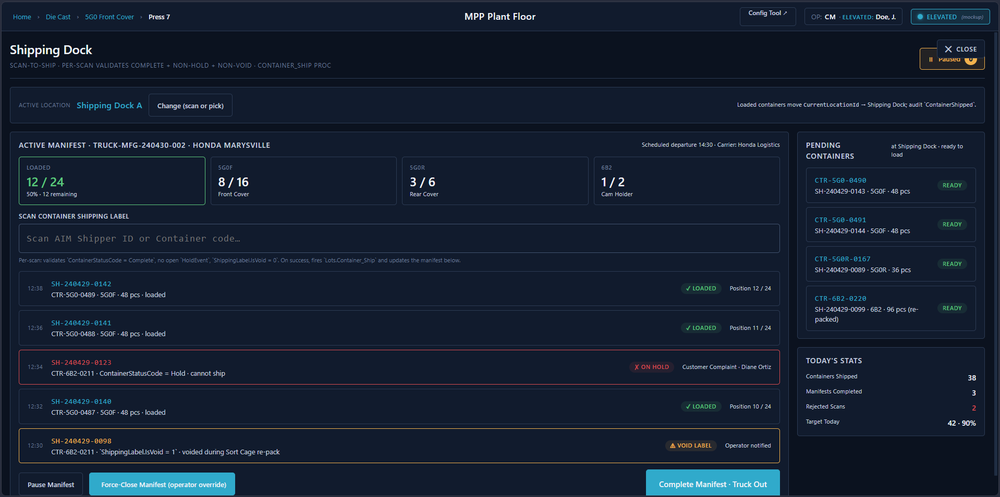 Home › Die Cast › 5G0 Front Cover › Press 7
MPP Plant Floor
Config Tool ↗
OP: CM · ELEVATED: Doe, J.
ELEVATED (mockup)
Shipping Dock
SCAN-TO-SHIP · PER-SCAN VALIDATES COMPLETE + NON-HOLD + NON-VOID · CONTAINER_SHIP PROC
✕ CLOSE
⏸ Paused
ACTIVE LOCATION Shipping Dock A Change (scan or pick)
Loaded containers move CurrentLocationId → Shipping Dock; audit `ContainerShipped`.
ACTIVE MANIFEST · TRUCK-MFG-240430-002 · HONDA MARYSVILLE
Scheduled departure 14:30 · Carrier: Honda Logistics
LOADED
12 / 24
50% · 12 remaining
5G0F
8 / 16
Front Cover
5G0R
3 / 6
Rear Cover
6B2
1 / 2
Cam Holder
SCAN CONTAINER SHIPPING LABEL
Scan AIM Shipper ID or Container code…
Per-scan: validates `ContainerStatusCode = Complete`, no open `HoldEvent`, `ShippingLabel.IsVoid = 0`. On success, fires `Lots.Container_Ship` and updates the manifest below.
12:38
SH-240429-0142
CTR-5G0-0489 · 5G0F · 48 pcs · loaded
✓ LOADED
Position 12 / 24
12:36
SH-240429-0141
CTR-5G0-0488 · 5G0F · 48 pcs · loaded
✓ LOADED
Position 11 / 24
12:34
SH-240429-0123
CTR-6B2-0211 · ContainerStatusCode = Hold · cannot ship
✗ ON HOLD
Customer Complaint · Diane Ortiz
12:32
SH-240429-0140
CTR-5G0-0487 · 5G0F · 48 pcs · loaded
✓ LOADED
Position 10 / 24
12:30
SH-240429-0098
CTR-6B2-0211 · `ShippingLabel.IsVoid = 1` · voided during Sort Cage re-pack
⚠ VOID LABEL
Operator notified
Pause Manifest
Force-Close Manifest (operator override)
Complete Manifest · Truck Out
PENDING
CONTAINERS
at Shipping Dock · ready to
load
CTR-5G0-0490
SH-240429-0143 · 5G0F · 48 pcs
READY
CTR-5G0-0491
SH-240429-0144 · 5G0F · 48 pcs
READY
CTR-5G0R-0167
SH-240429-0089 · 5G0R · 36 pcs
READY
CTR-6B2-0220
SH-240429-0099 · 6B2 · 96 pcs (re-
packed)
READY
TODAY'S STATS
Containers Shipped 38
Manifests Completed 3
Rejected Scans 2
Target Today 42 · 90%